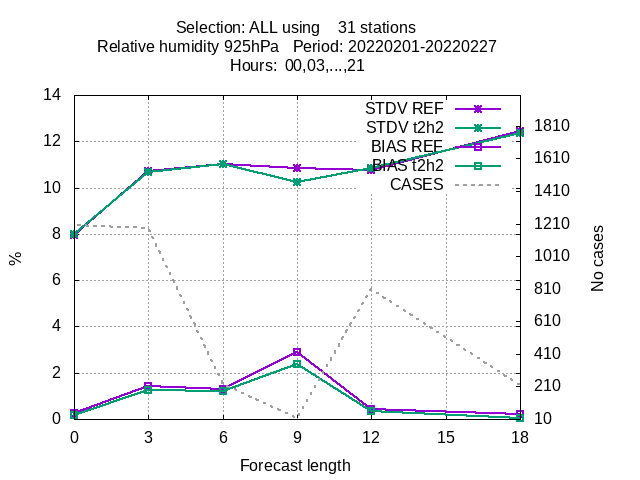 Selection: ALL using    31 stations
Relative humidity 925hPa   Period: 20220201-20220227
Hours:  00,03,...,21
14
12
10
8
6
4
2
0
%
STDV REF
STDV t2h2
BIAS REF
BIAS t2h2
CASES
1810
1610
1410
1210
1010
810
610
410
210
10
No cases
0 3 6 9 12 15 18
Forecast length